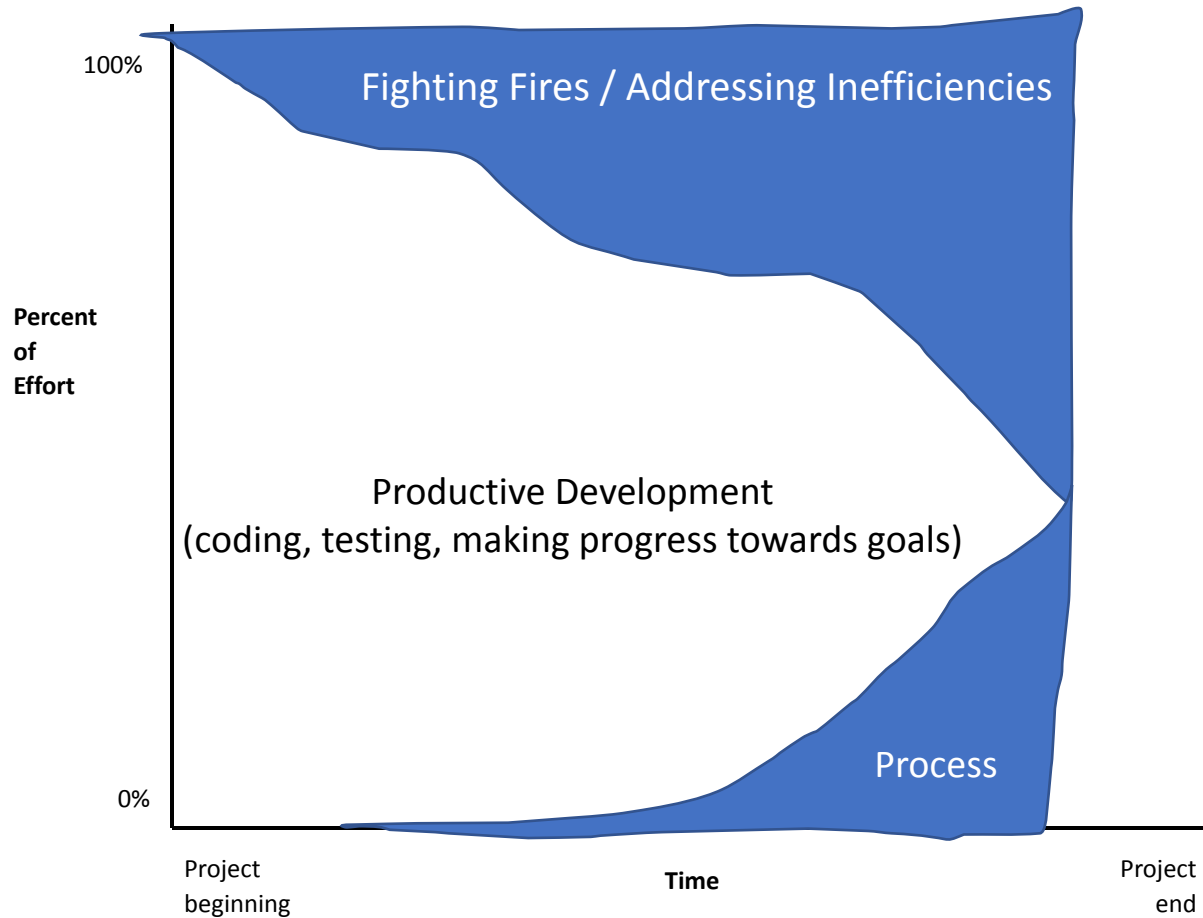 100%
Fighting Fires / Addressing Inefficiencies
Percent
of
Effort
Productive Development
(coding, testing, making progress towards goals)
Process
0%
Project
beginning
Time
Project
end